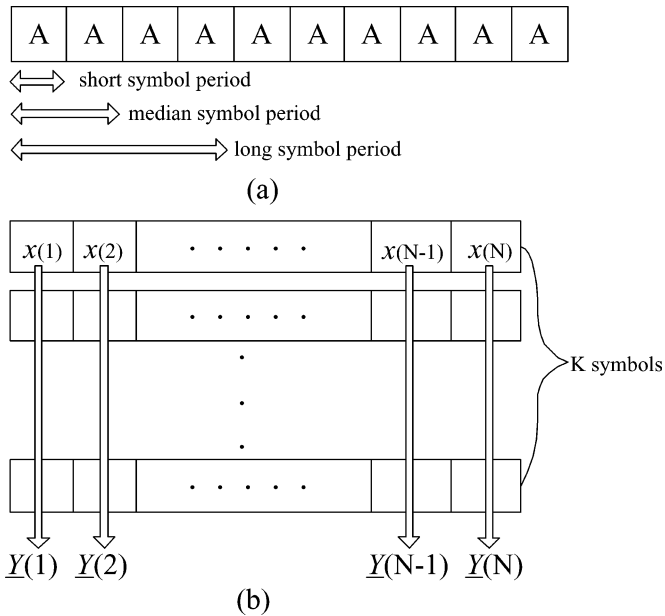 A A A A A A A A A A
short symbol period
median symbol period
long symbol period
(a)
x(1) x(2) . . . . . x(N-1) x(N)
. . . . .
K symbols
. . . . .
Y(1) Y(2) Y(N-1) Y(N)
(b)